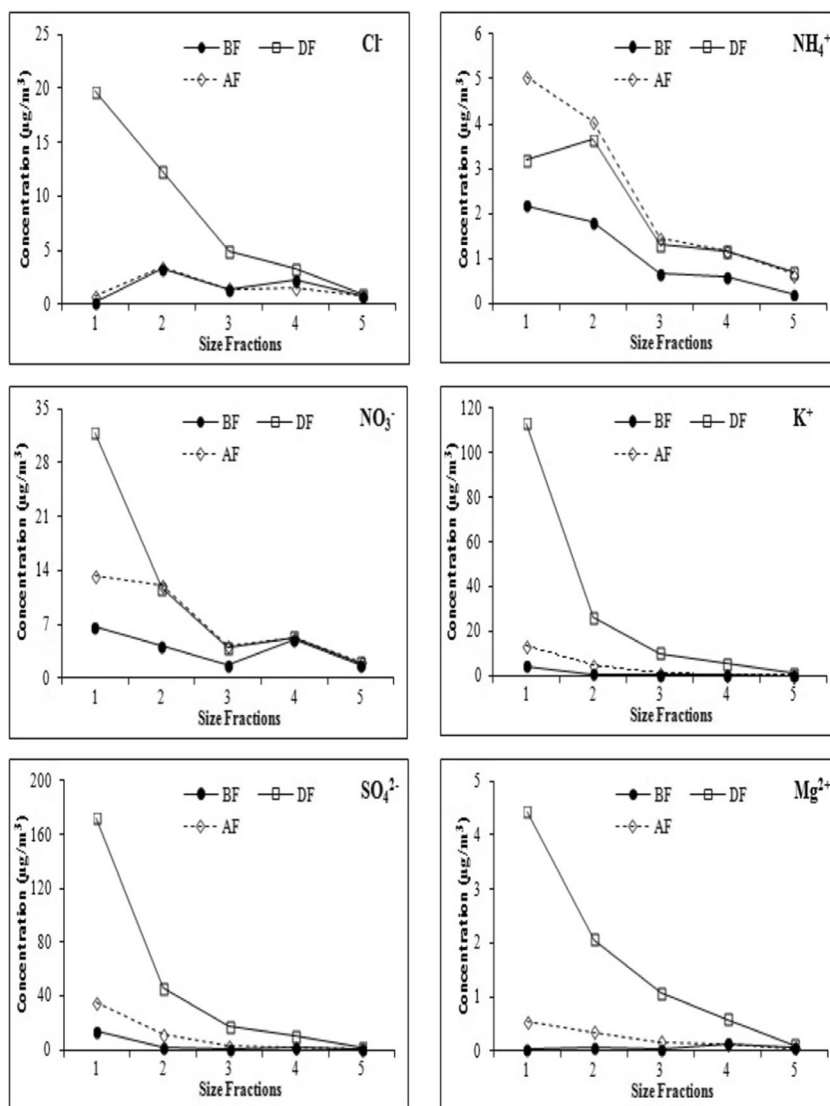 Cl-
BF DF
AF
Concentration (µg/m³)
25
20
15
10
5
0
1 2 3 4 5
Size Fractions
NH₄⁺
BF DF
AF
Concentration (µg/m³)
6
5
4
3
2
1
0
1 2 3 4 5
Size Fractions
NO₃⁻
BF DF
AF
Concentration (µg/m³)
35
28
21
14
7
0
1 2 3 4 5
Size Fractions
K⁺
BF DF
AF
Concentration (µg/m³)
120
100
80
60
40
20
0
1 2 3 4 5
Size Fractions
SO₄²⁻
BF DF
AF
Concentration (µg/m³)
200
160
120
80
40
0
1 2 3 4 5
Size Fractions
Mg²⁺
BF DF
AF
Concentration (µg/m³)
5
4
3
2
1
0
1 2 3 4 5
Size Fractions